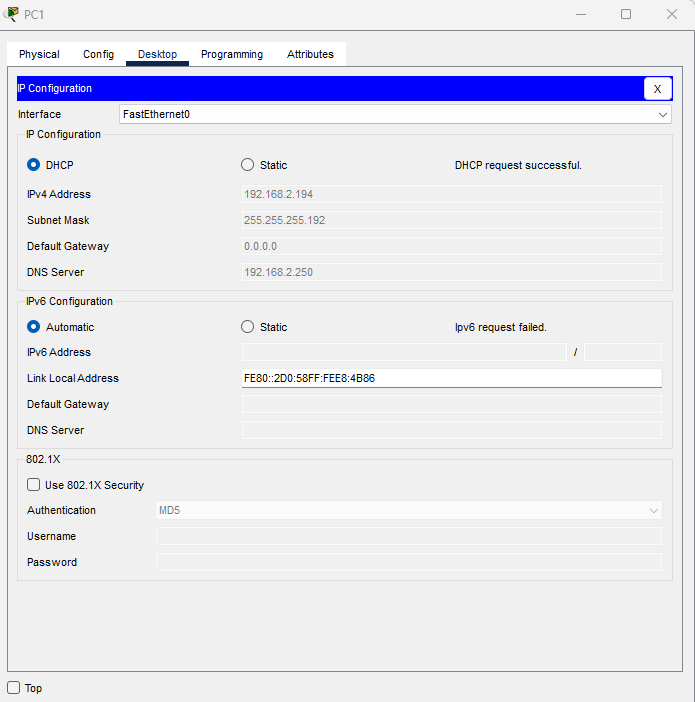 PC1
Physical Config Desktop Programming Attributes
IP Configuration X
Interface FastEthernet0
IP Configuration
DHCP Static DHCP request successful.
IPv4 Address 192.168.2.194
Subnet Mask 255.255.255.192
Default Gateway 0.0.0.0
DNS Server 192.168.2.250
IPv6 Configuration
Automatic Static Ipv6 request failed.
IPv6 Address /
Link Local Address FE80::2D0:58FF:FEE8:4B86
Default Gateway
DNS Server
802.1X
Use 802.1X Security
Authentication MD5
Username
Password
Top